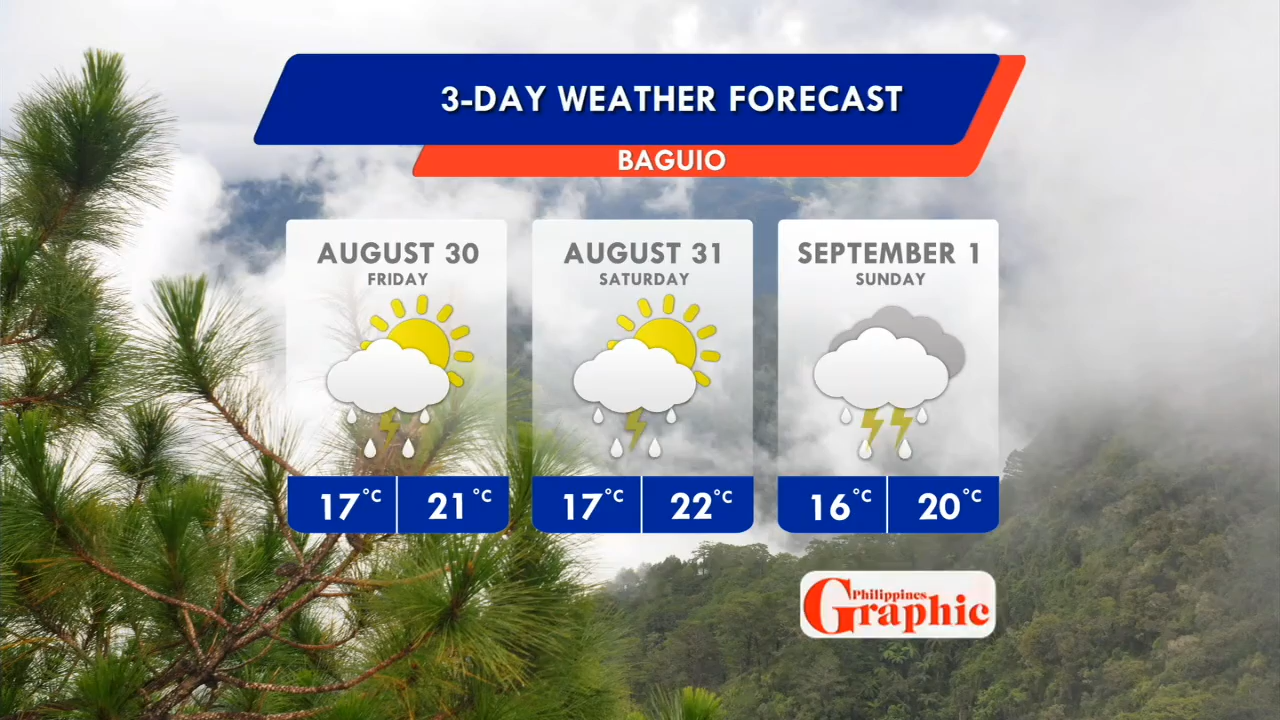 3-DAY WEATHER FORECAST
BAGUIO
AUGUST 30
FRIDAY
17°C 21°C
AUGUST 31
SATURDAY
17°C 22°C
SEPTEMBER 1
SUNDAY
16°C 20°C
Philippines
Graphic